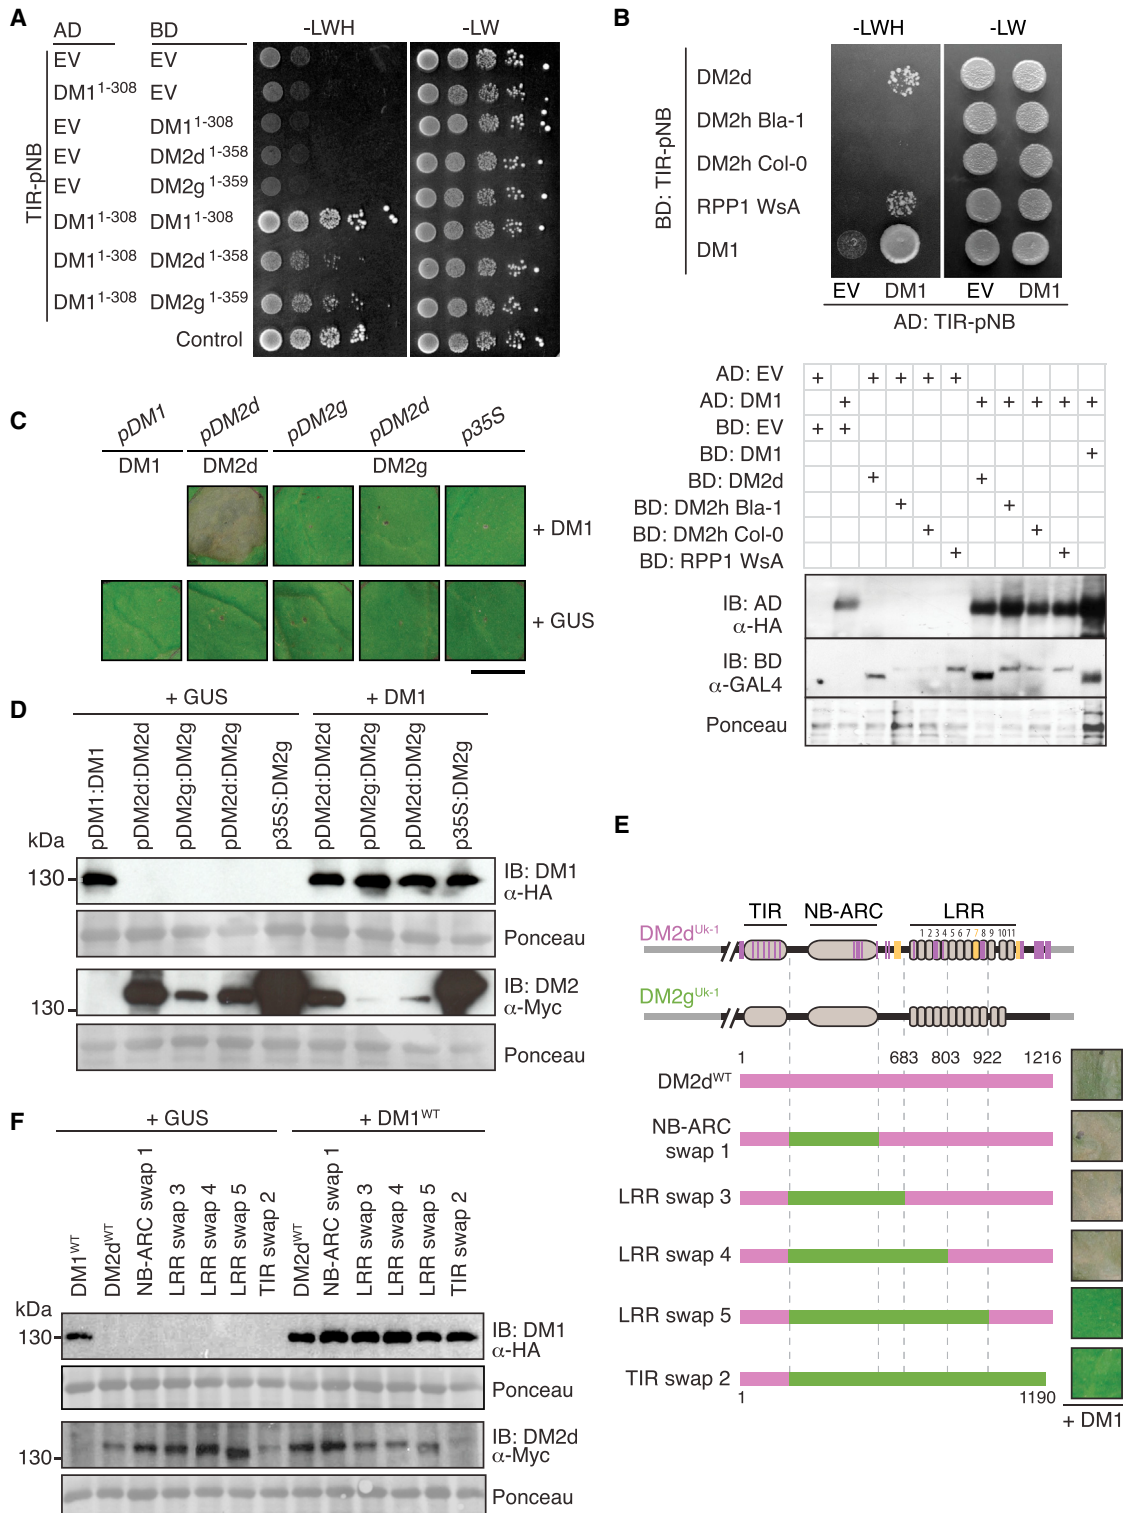 A
AD BD -LWH -LW
TIR-pNB
EV EV
DM1 1-308 EV
EV DM1 1-308
EV DM2d 1-358
EV DM2g 1-359
DM1 1-308 DM1 1-308
DM1 1-308 DM2d 1-358
DM1 1-308 DM2g 1-359
Control
B
-LWH -LW
BD: TIR-pNB
DM2d
DM2h Bla-1
DM2h Col-0
RPP1 WsA
DM1
EV DM1 EV DM1
AD: TIR-pNB
AD: EV + + + + +
AD: DM1 + + + + + +
BD: EV + +
BD: DM1 +
BD: DM2d + +
BD: DM2h Bla-1 + +
BD: DM2h Col-0 + +
BD: RPP1 WsA + +
IB: AD
α-HA
IB: BD
α-GAL4
Ponceau
C
pDM1 pDM2d pDM2g pDM2d p35S
DM1 DM2d DM2g
+ DM1
+ GUS
D
+ GUS + DM1
pDM1:DM1
pDM2d:DM2d
pDM2g:DM2g
pDM2d:DM2g
p35S:DM2g
pDM2d:DM2d
pDM2g:DM2g
pDM2d:DM2g
p35S:DM2g
kDa
130
IB: DM1
α-HA
Ponceau
130
IB: DM2
α-Myc
Ponceau
E
TIR NB-ARC LRR
1 2 3 4 5 6 7 8 9 10 11
DM2d Uk-1
DM2g Uk-1
1 683 803 922 1216
DM2d WT
NB-ARC
swap 1
LRR swap 3
LRR swap 4
LRR swap 5
TIR swap 2
1 1190
+ DM1
F
+ GUS + DM1 WT
DM1 WT
DM2d WT
NB-ARC swap 1
LRR swap 3
LRR swap 4
LRR swap 5
TIR swap 2
DM2d WT
NB-ARC swap 1
LRR swap 3
LRR swap 4
LRR swap 5
TIR swap 2
kDa
130
IB: DM1
α-HA
Ponceau
130
IB: DM2d
α-Myc
Ponceau